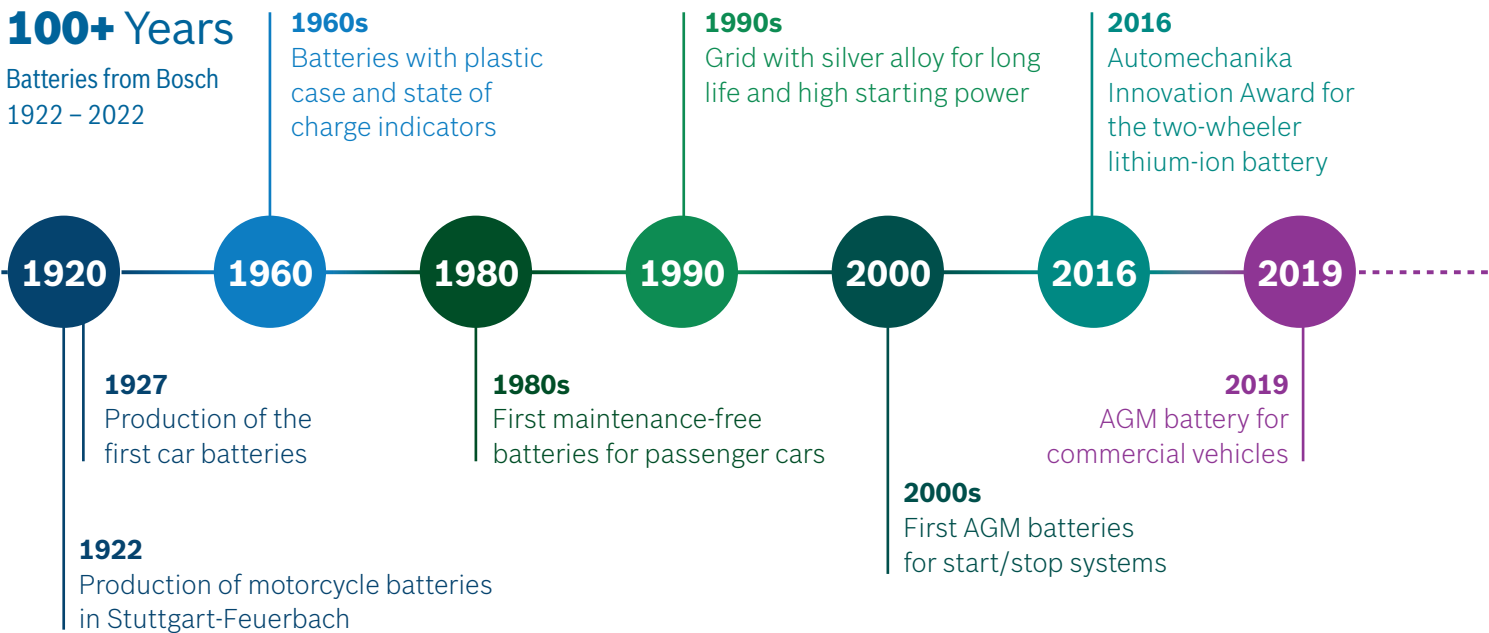 100+ Years
Batteries from Bosch
1922 – 2022
1960s
Batteries with plastic
case and state of
charge indicators
1990s
Grid with silver alloy for long
life and high starting power
2016
Automechanika
Innovation Award for
the two-wheeler
lithium-ion battery
1920
1960
1980
1990
2000
2016
2019
1927
Production of the
first car batteries
1922
Production of motorcycle batteries
in Stuttgart-Feuerbach
1980s
First maintenance-free
batteries for passenger cars
2000s
First AGM batteries
for start/stop systems
2019
AGM battery for
commercial vehicles